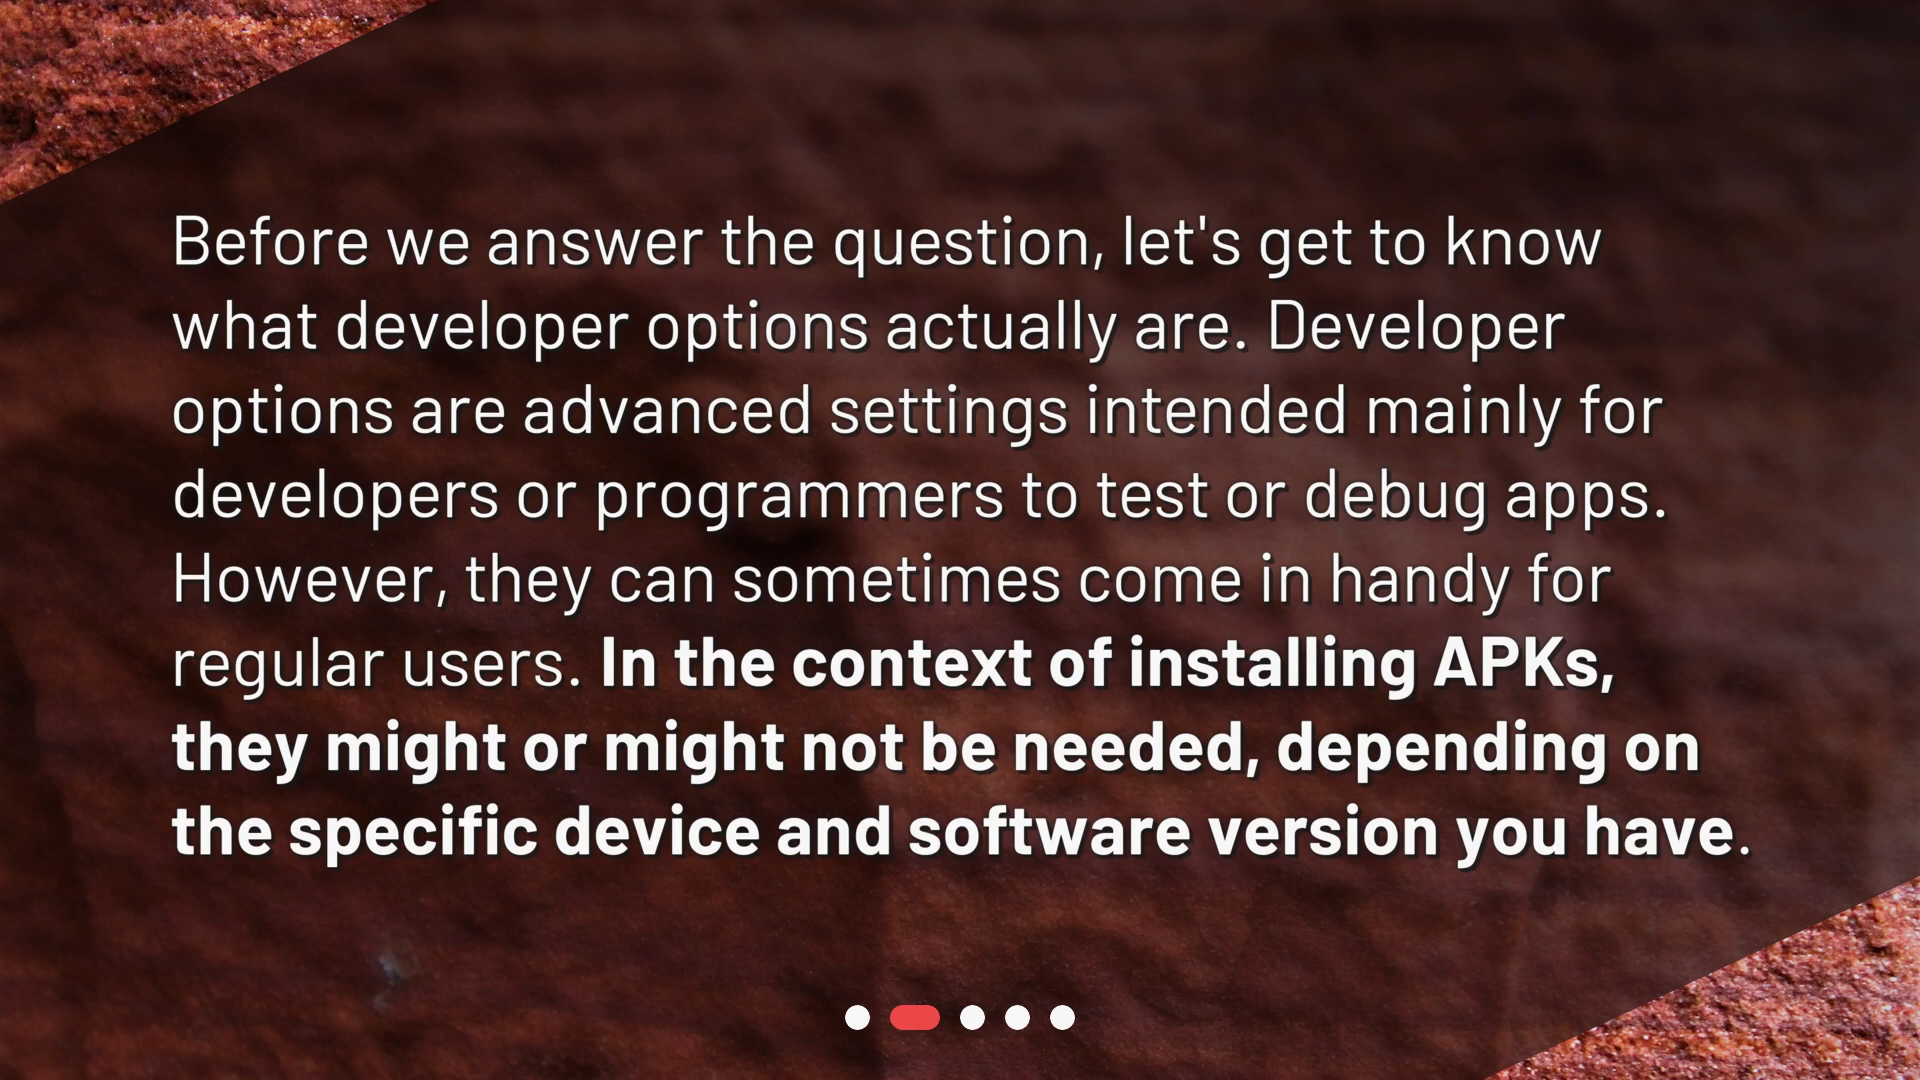 Before we answer the question, let's get to know
what developer options actually are. Developer
options are advanced settings intended mainly for
developers or programmers to test or debug apps.
However, they can sometimes come in handy for
regular users. In the context of installing APKs,
they might or might not be needed, depending on
the specific device and software version you have.